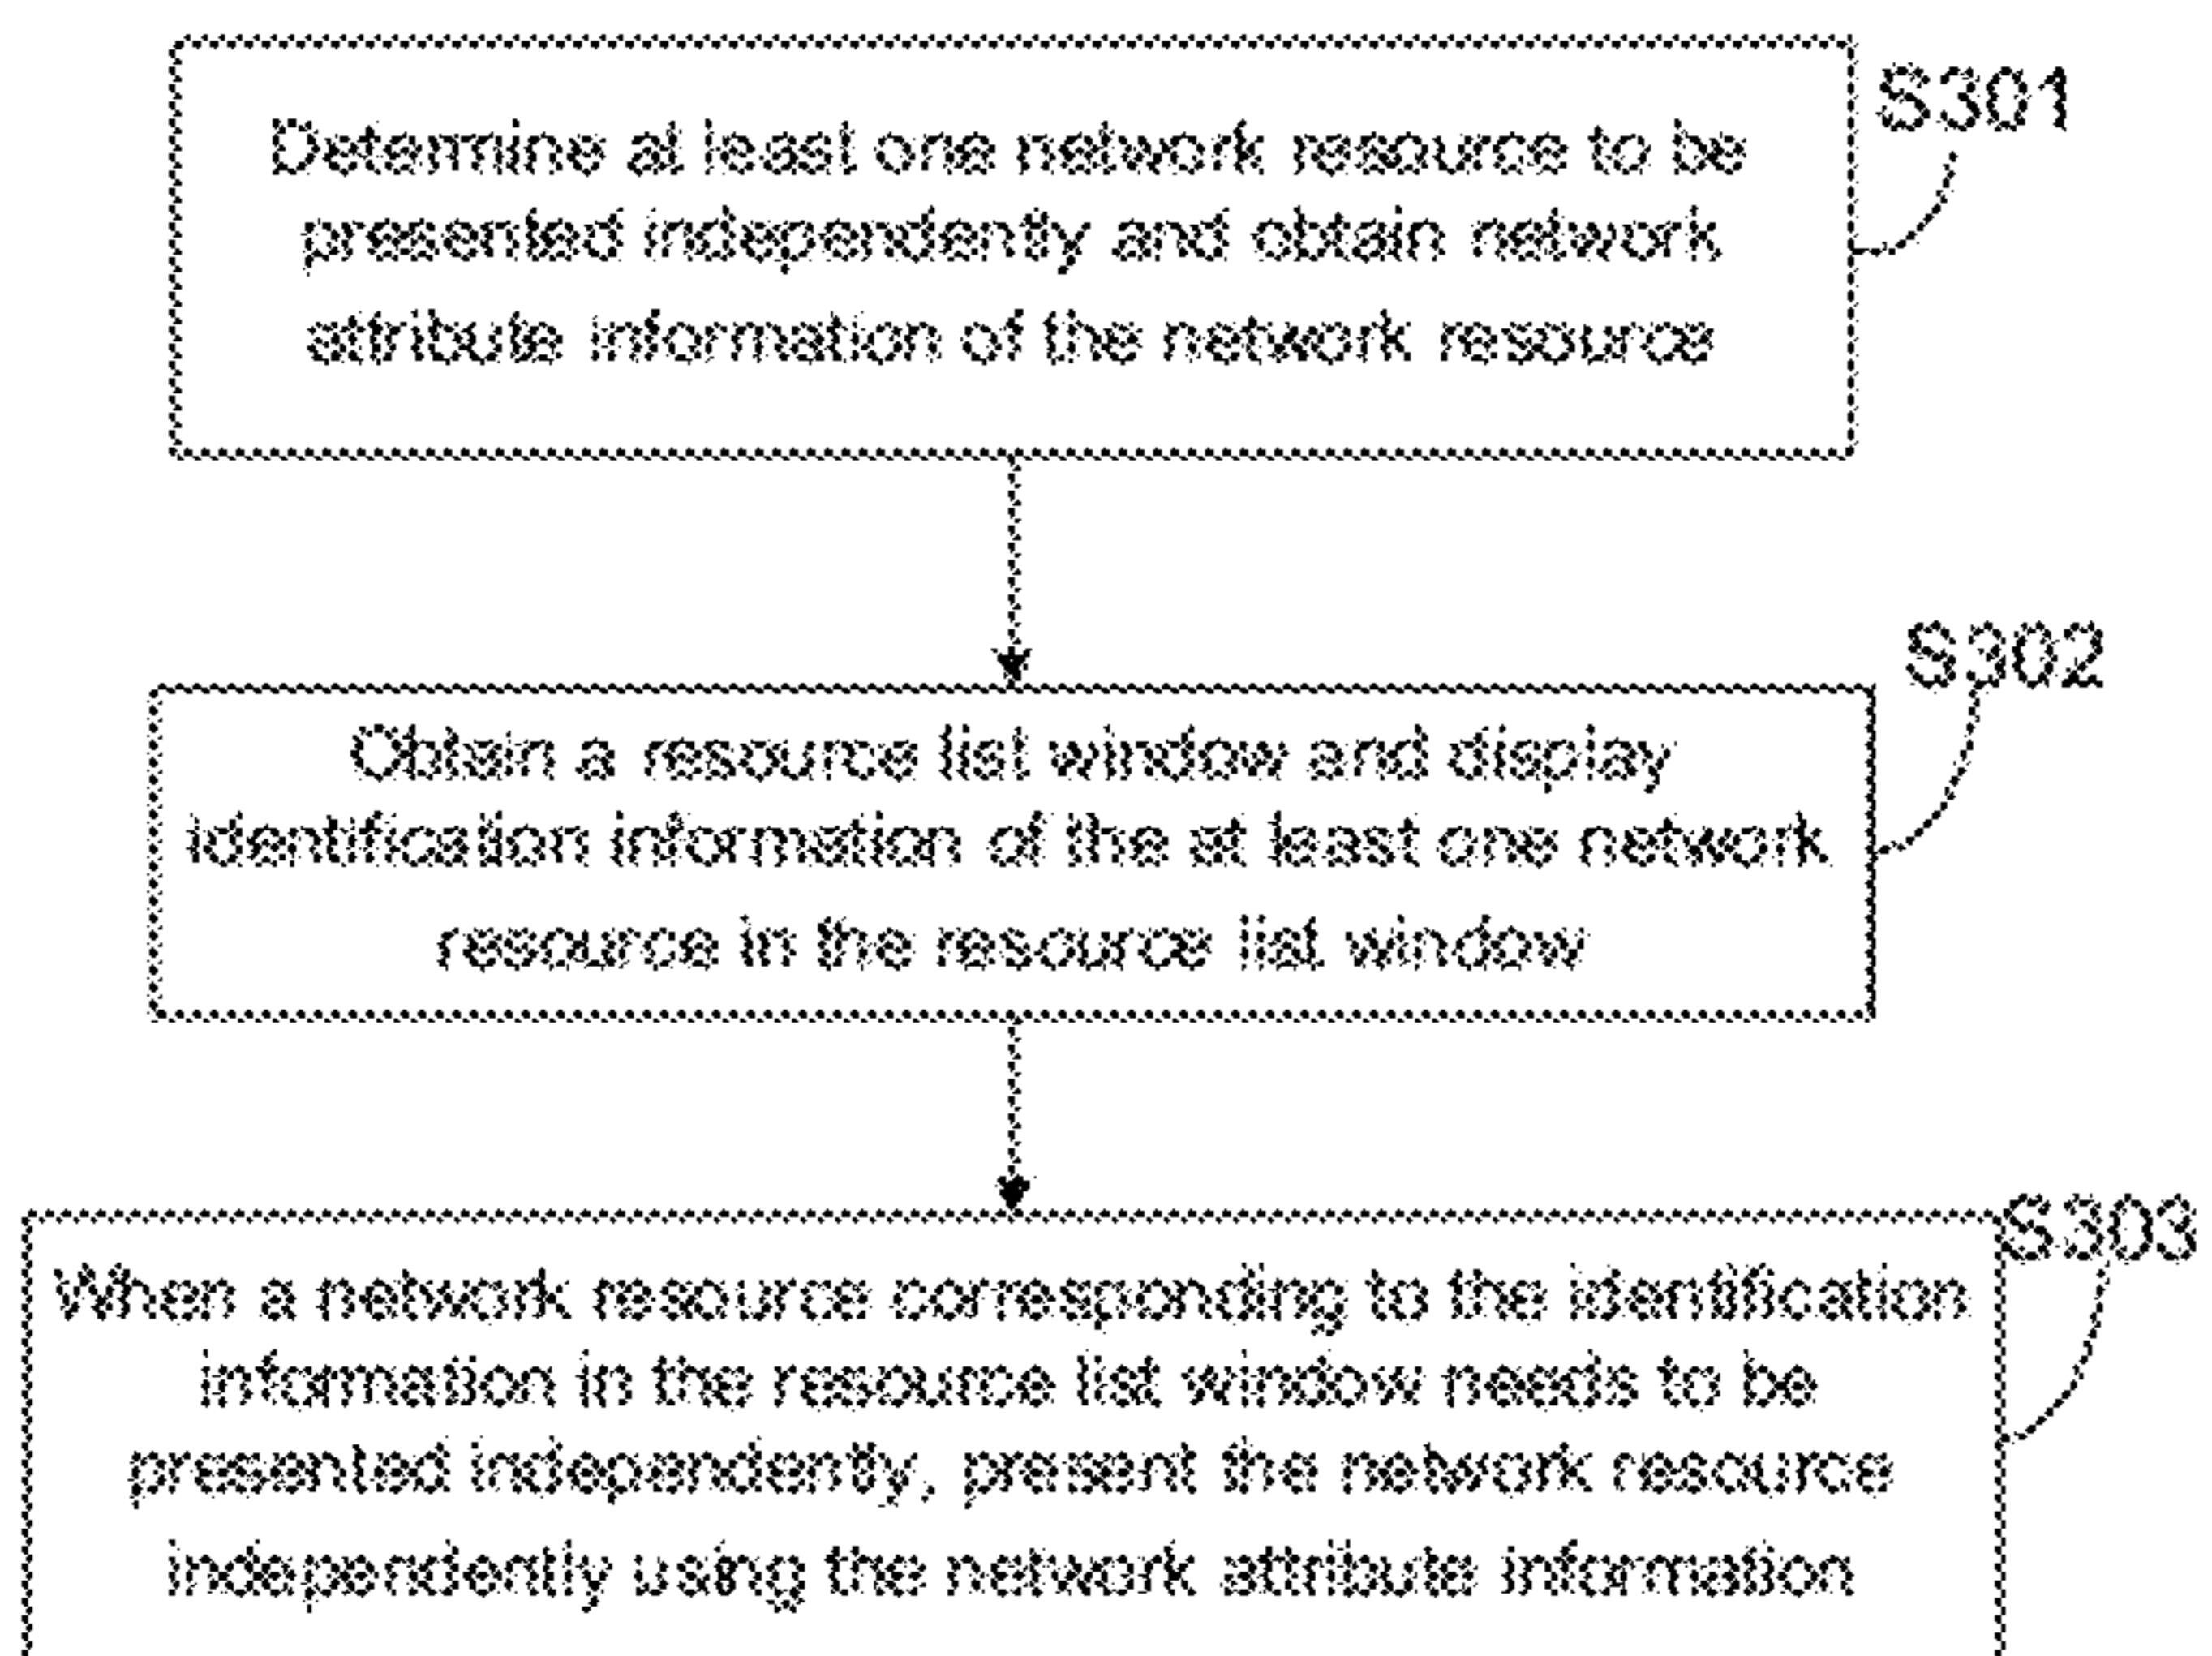 S301
Determine at least one network resource to be
presented independently and obtain network
attribute information of the network resource
S302
Obtain a resource list window and display
identification information of the at least one network
resource in the resource list window
S303
When a network resource corresponding to the identification
information in the resource list window needs to be
presented independently, present the network resource
independently using the network attribute information